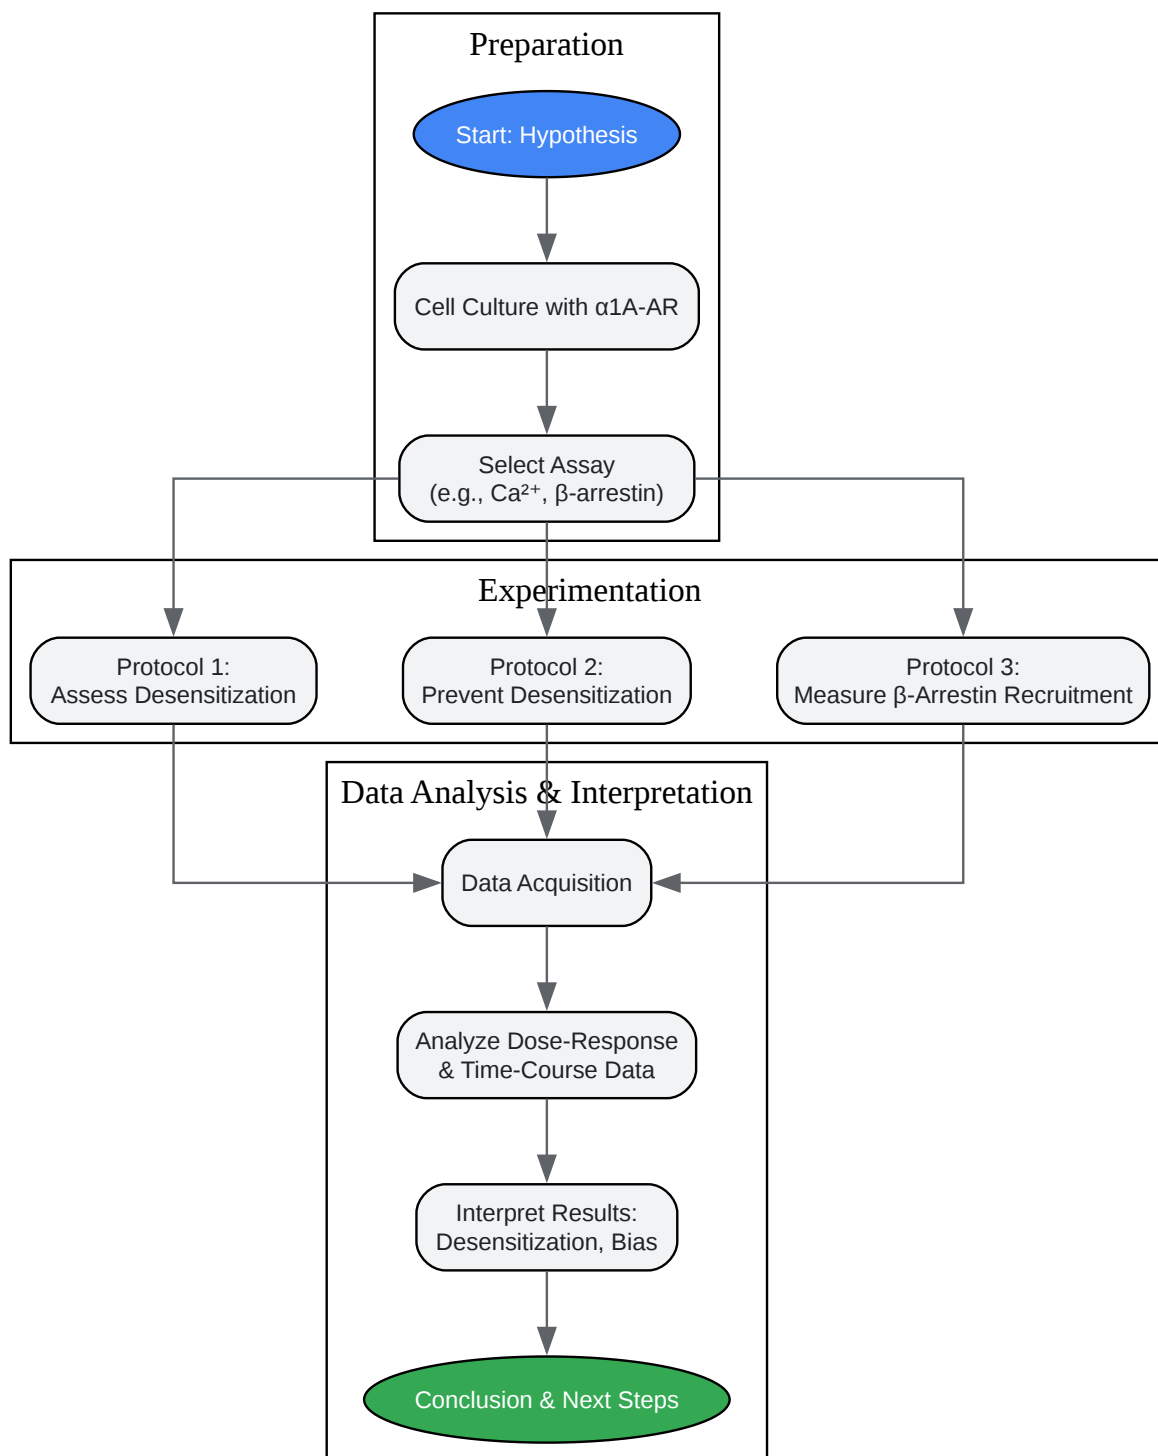 Preparation
Start: Hypothesis
Cell Culture with α1A-AR
Select Assay
(e.g., Ca²⁺, β-arrestin)
Experimentation
Protocol 1:
Assess Desensitization
Protocol 2:
Prevent Desensitization
Protocol 3:
Measure β-Arrestin Recruitment
Data Analysis & Interpretation
Data Acquisition
Analyze Dose-Response
& Time-Course Data
Interpret Results:
Desensitization, Bias
Conclusion & Next Steps